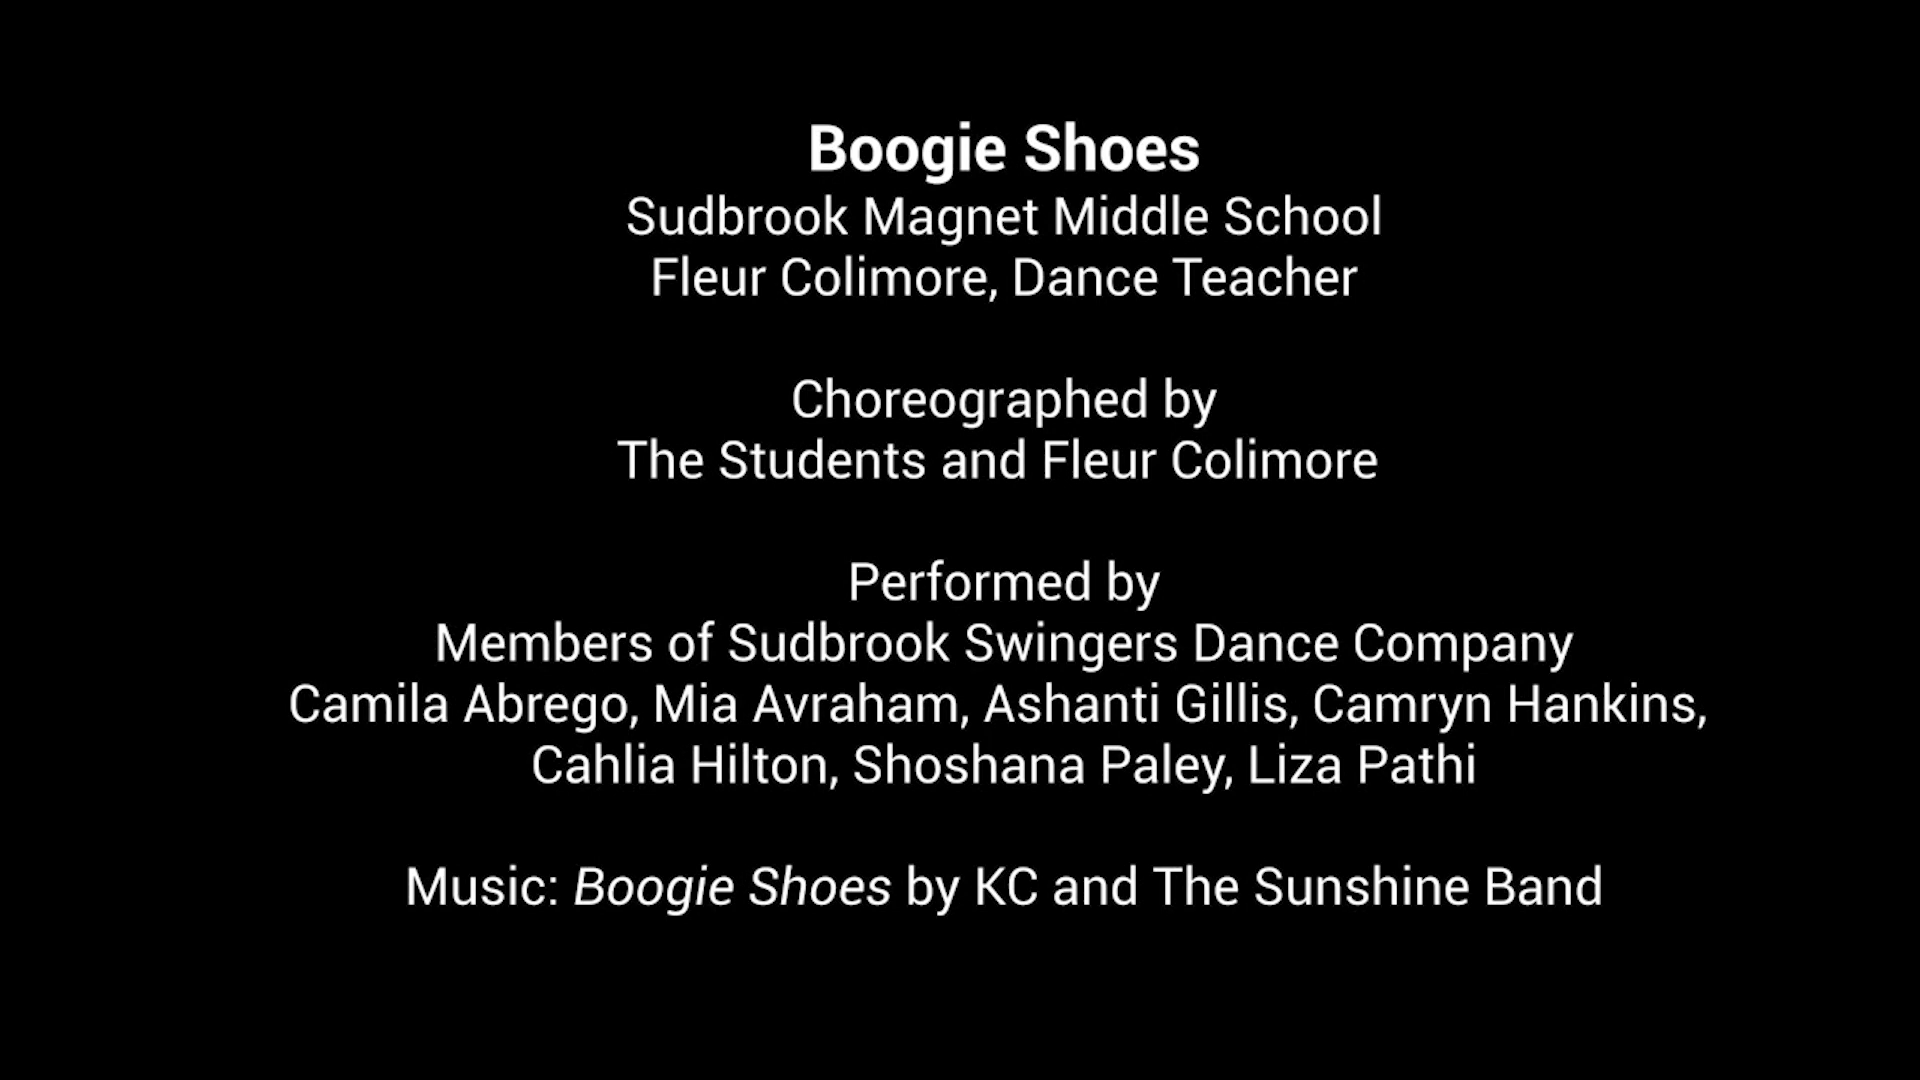 Boogie Shoes
Sudbrook Magnet Middle School
Fleur Colimore, Dance Teacher
Choreographed by
The Students and Fleur Colimore
Performed by
Members of Sudbrook Swingers Dance Company
Camila Abrego, Mia Avraham, Ashanti Gillis, Camryn Hankins,
Cahlia Hilton, Shoshana Paley, Liza Pathi
Music: Boogie Shoes by KC and The Sunshine Band